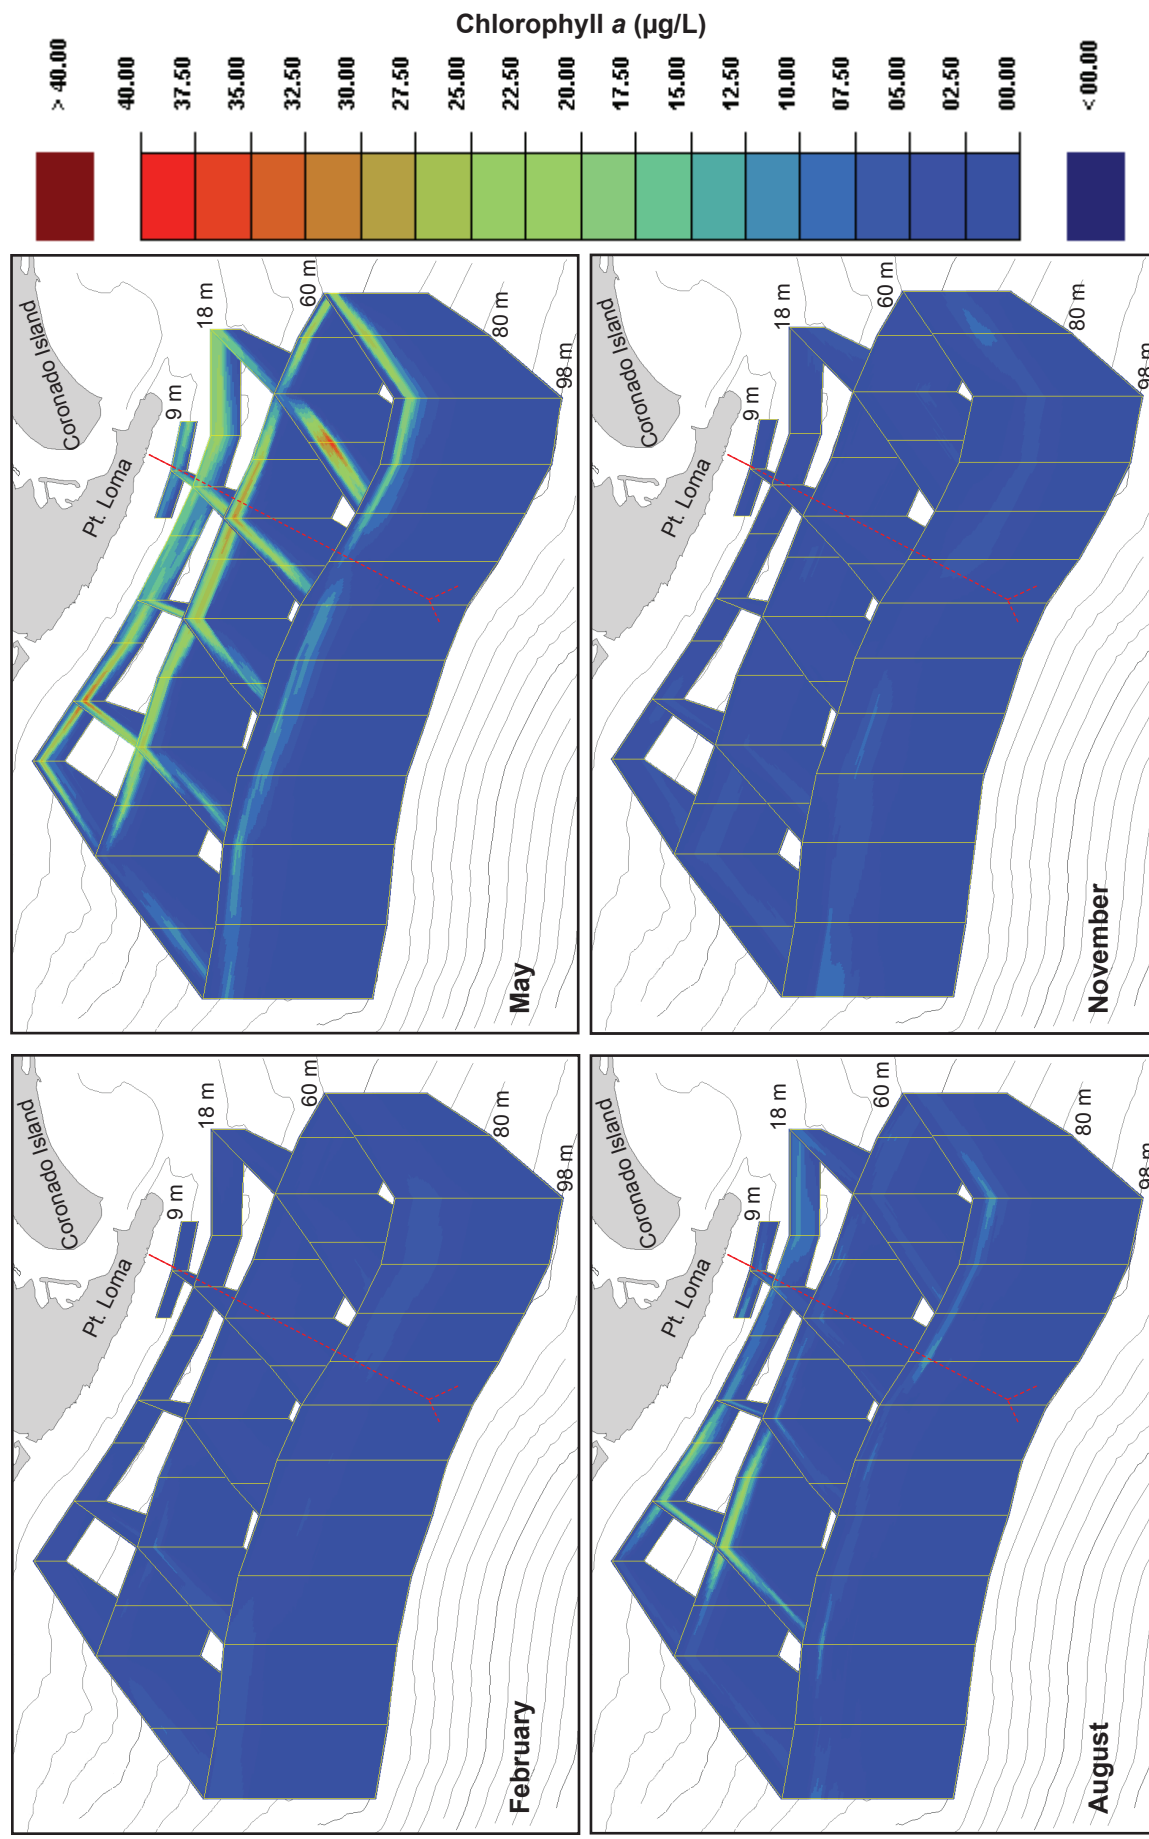 Chlorophyll a (µg/L)
> 40.00
40.00
37.50
35.00
32.50
30.00
27.50
25.00
22.50
20.00
17.50
15.00
12.50
10.00
07.50
05.00
02.50
00.00
< 00.00
Coronado Island
Pt. Loma
9 m
18 m
60 m
80 m
98 m
May
Coronado Island
Pt. Loma
9 m
18 m
60 m
80 m
98 m
November
Coronado Island
Pt. Loma
9 m
18 m
60 m
80 m
98 m
February
Coronado Island
Pt. Loma
9 m
18 m
60 m
80 m
98 m
August